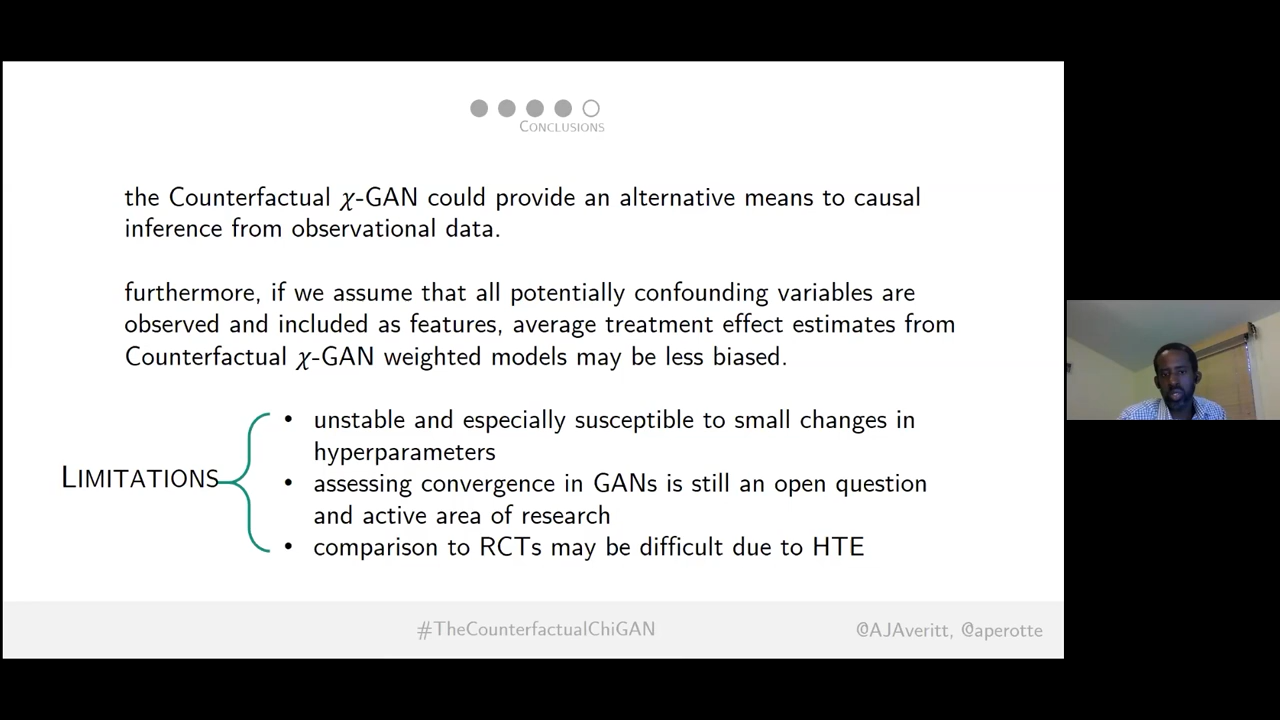 CONCLUSIONS
the Counterfactual χ-GAN could provide an alternative means to causal
inference from observational data.
furthermore, if we assume that all potentially confounding variables are
observed and included as features, average treatment effect estimates from
Counterfactual χ-GAN weighted models may be less biased.
LIMITATIONS
• unstable and especially susceptible to small changes in
hyperparameters
• assessing convergence in GANs is still an open question
and active area of research
• comparison to RCTs may be difficult due to HTE
#TheCounterfactualChiGAN
@AJAveritt, @aperotte